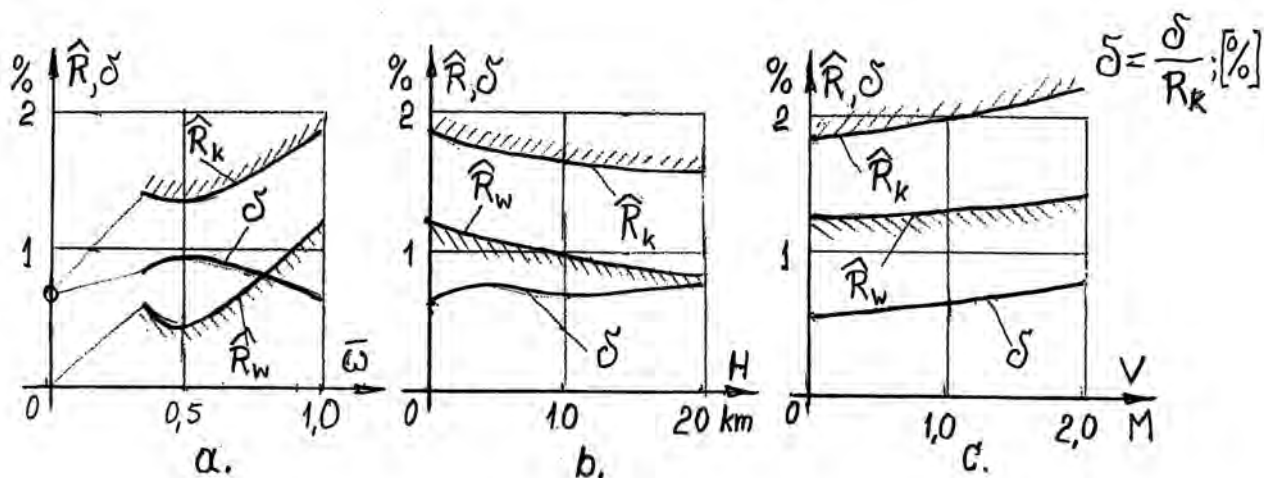 % R̂,δ
2
R̂k
δ
1
R̂w
ω̄
0 0,5 1,0
a.
% R̂,δ
2
R̂w
R̂k
1
δ
H
0 10 20 km
b.
% R̂,δ
δ = δ/Rk; [%]
2
R̂k
1
R̂w
δ
V
0 1,0 2,0 M
c.